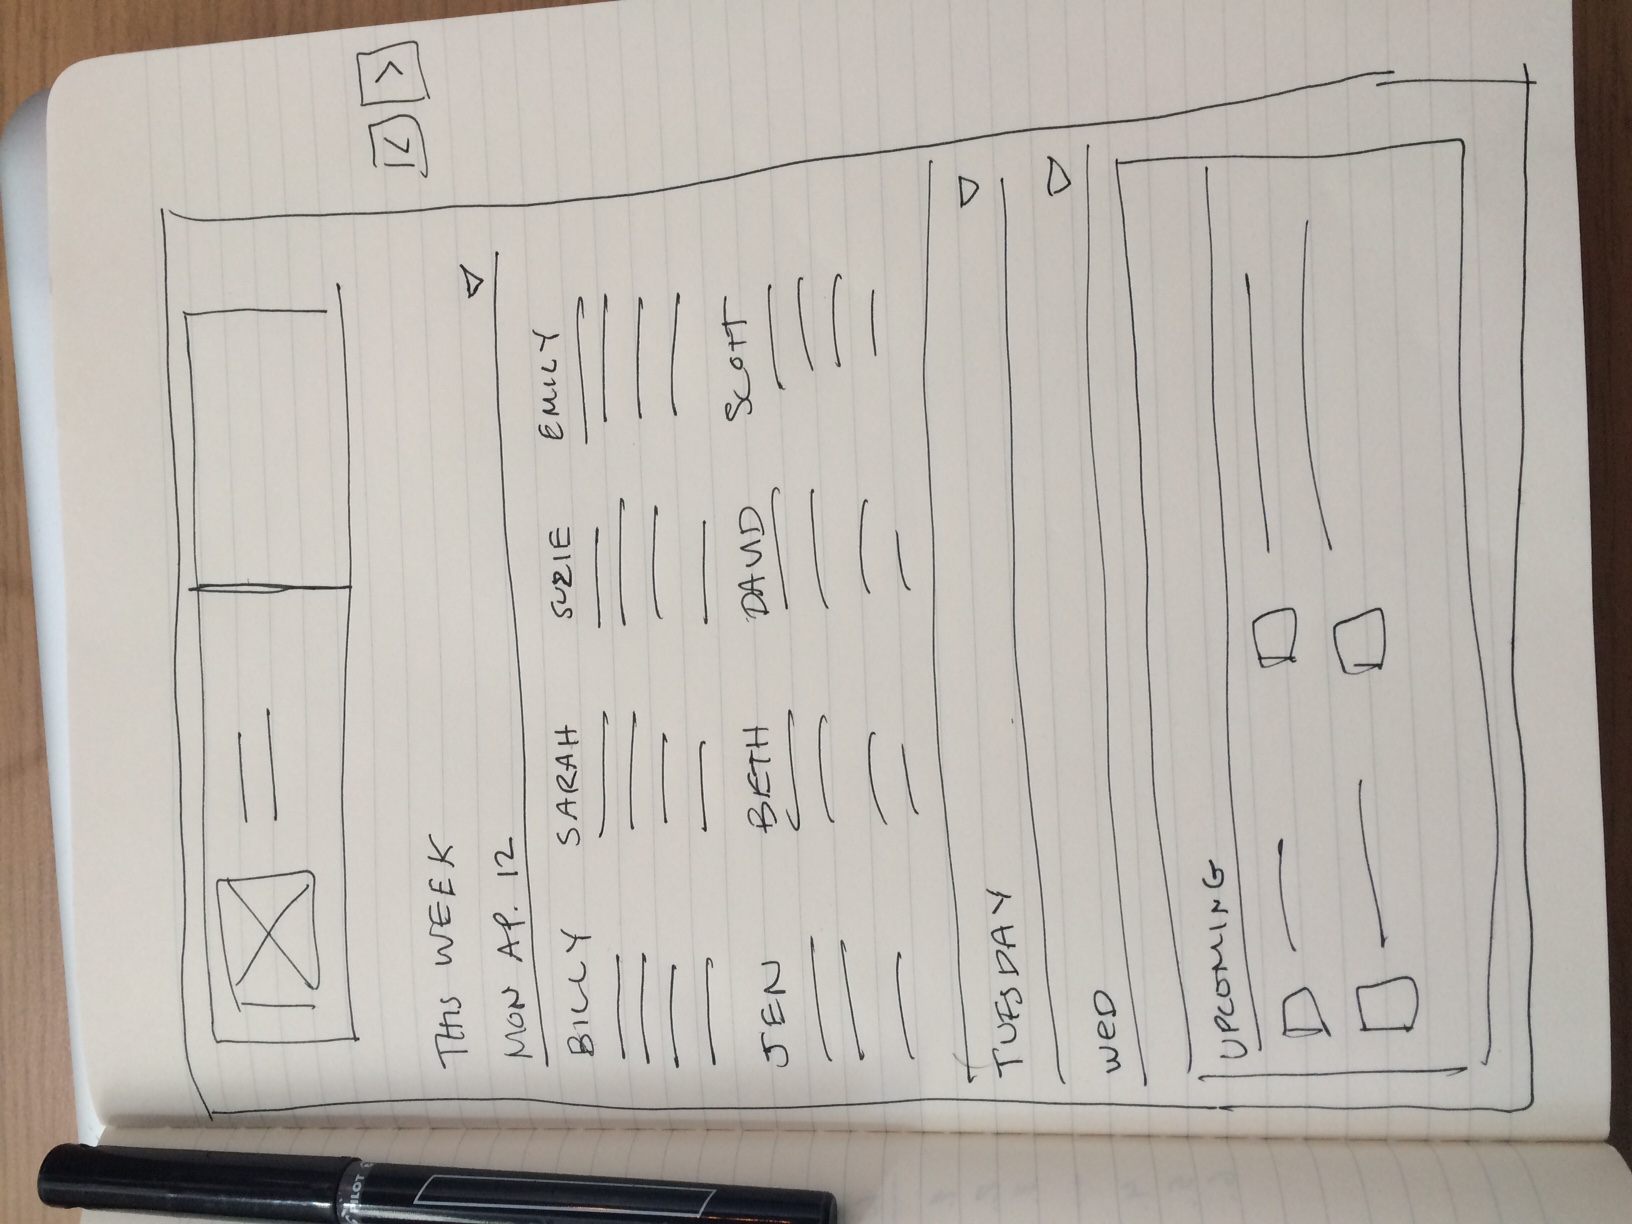 PILOT
< >
THIS WEEK
MON AP. 12
BILLY SARAH SUZIE EMILY
JEN BETH DAVID SCOTT
TUESDAY
WED
UPCOMING